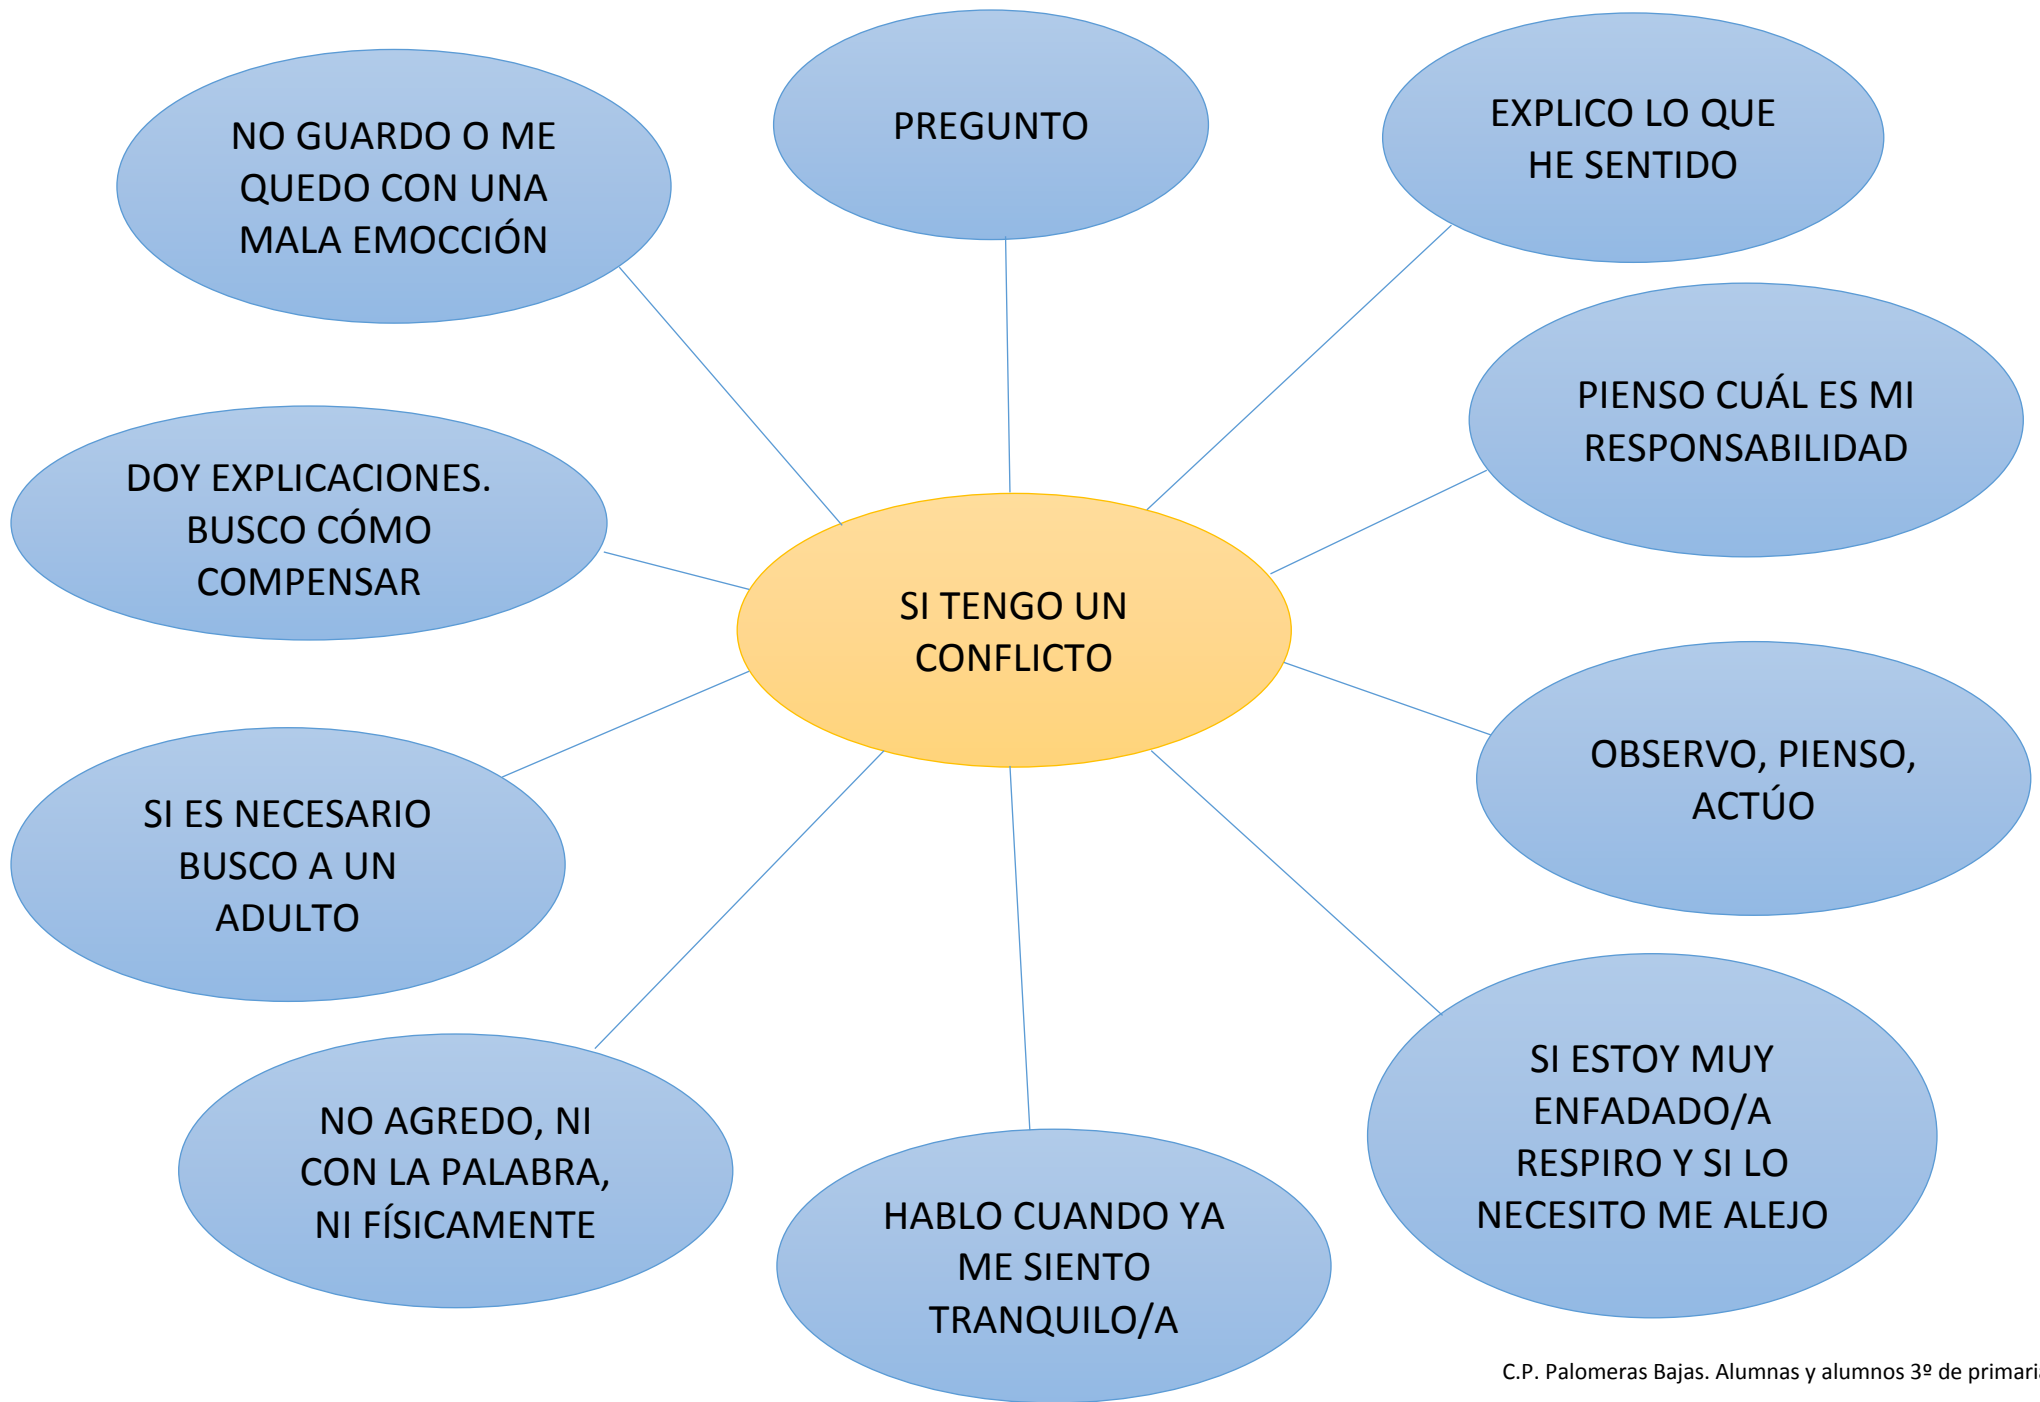 NO GUARDO O ME
QUEDO CON UNA
MALA EMOCCIÓN
PREGUNTO
EXPLICO LO QUE
HE SENTIDO
PIENSO CUÁL ES MI
RESPONSABILIDAD
DOY EXPLICACIONES.
BUSCO CÓMO
COMPENSAR
SI TENGO UN
CONFLICTO
OBSERVO, PIENSO,
ACTÚO
SI ES NECESARIO
BUSCO A UN
ADULTO
SI ESTOY MUY
ENFADADO/A
RESPIRO Y SI LO
NECESITO ME ALEJO
NO AGREDO, NI
CON LA PALABRA,
NI FÍSICAMENTE
HABLO CUANDO YA
ME SIENTO
TRANQUILO/A
C.P. Palomeras Bajas. Alumnas y alumnos 3º de primaria